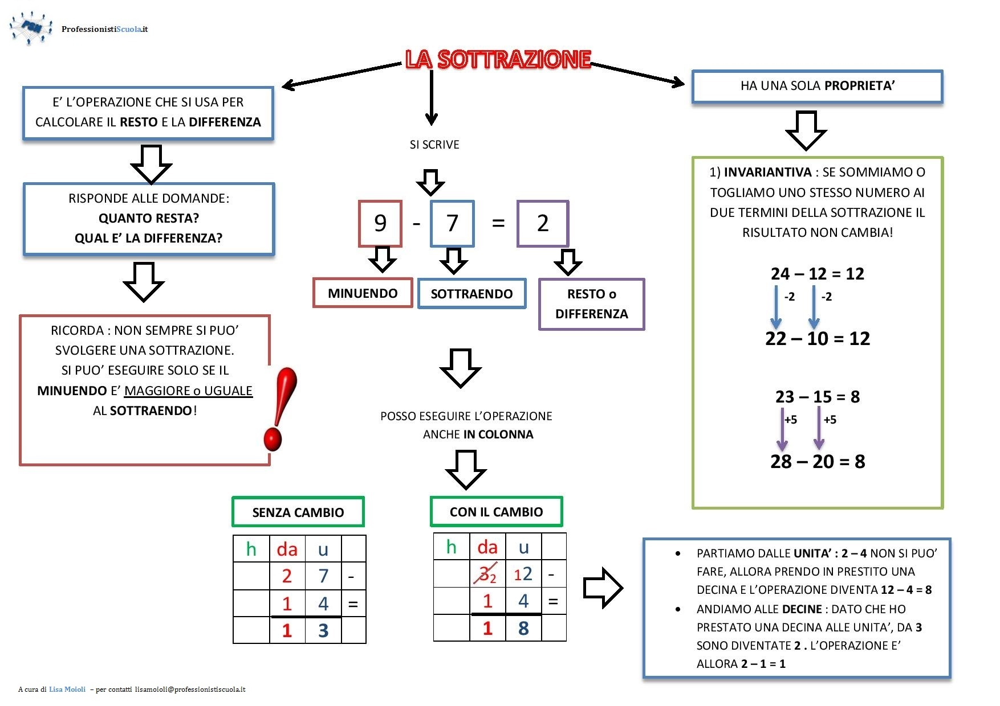 PSN
ProfessionistiScuola.it
LA SOTTRAZIONE
E’ L’OPERAZIONE CHE SI USA PER
CALCOLARE IL RESTO E LA DIFFERENZA
RISPONDE ALLE DOMANDE:
QUANTO RESTA?
QUAL E’ LA DIFFERENZA?
RICORDA : NON SEMPRE SI PUO’
SVOLGERE UNA SOTTRAZIONE.
SI PUO’ ESEGUIRE SOLO SE IL
MINUENDO E’ MAGGIORE o UGUALE
AL SOTTRAENDO!
SI SCRIVE
9 - 7 = 2
MINUENDO
SOTTRAENDO
RESTO o
DIFFERENZA
POSSO ESEGUIRE L’OPERAZIONE
ANCHE IN COLONNA
SENZA CAMBIO
h da u
2 7 -
1 4 =
1 3
CON IL CAMBIO
h da u
3 2 12 -
1 4 =
1 8
HA UNA SOLA PROPRIETA’
1) INVARIANTIVA : SE SOMMIAMO O
TOGLIAMO UNO STESSO NUMERO AI
DUE TERMINI DELLA SOTTRAZIONE IL
RISULTATO NON CAMBIA!
24 – 12 = 12
-2 -2
22 – 10 = 12
23 – 15 = 8
+5 +5
28 – 20 = 8
• PARTIAMO DALLE UNITA’ : 2 – 4 NON SI PUO’
FARE, ALLORA PRENDO IN PRESTITO UNA
DECINA E L’OPERAZIONE DIVENTA 12 – 4 = 8
• ANDIAMO ALLE DECINE : DATO CHE HO
PRESTATO UNA DECINA ALLE UNITA’, DA 3
SONO DIVENTATE 2 . L’OPERAZIONE E’
ALLORA 2 – 1 = 1
A cura di Lisa Moioli – per contatti lisamoioli@professionistiscuola.it